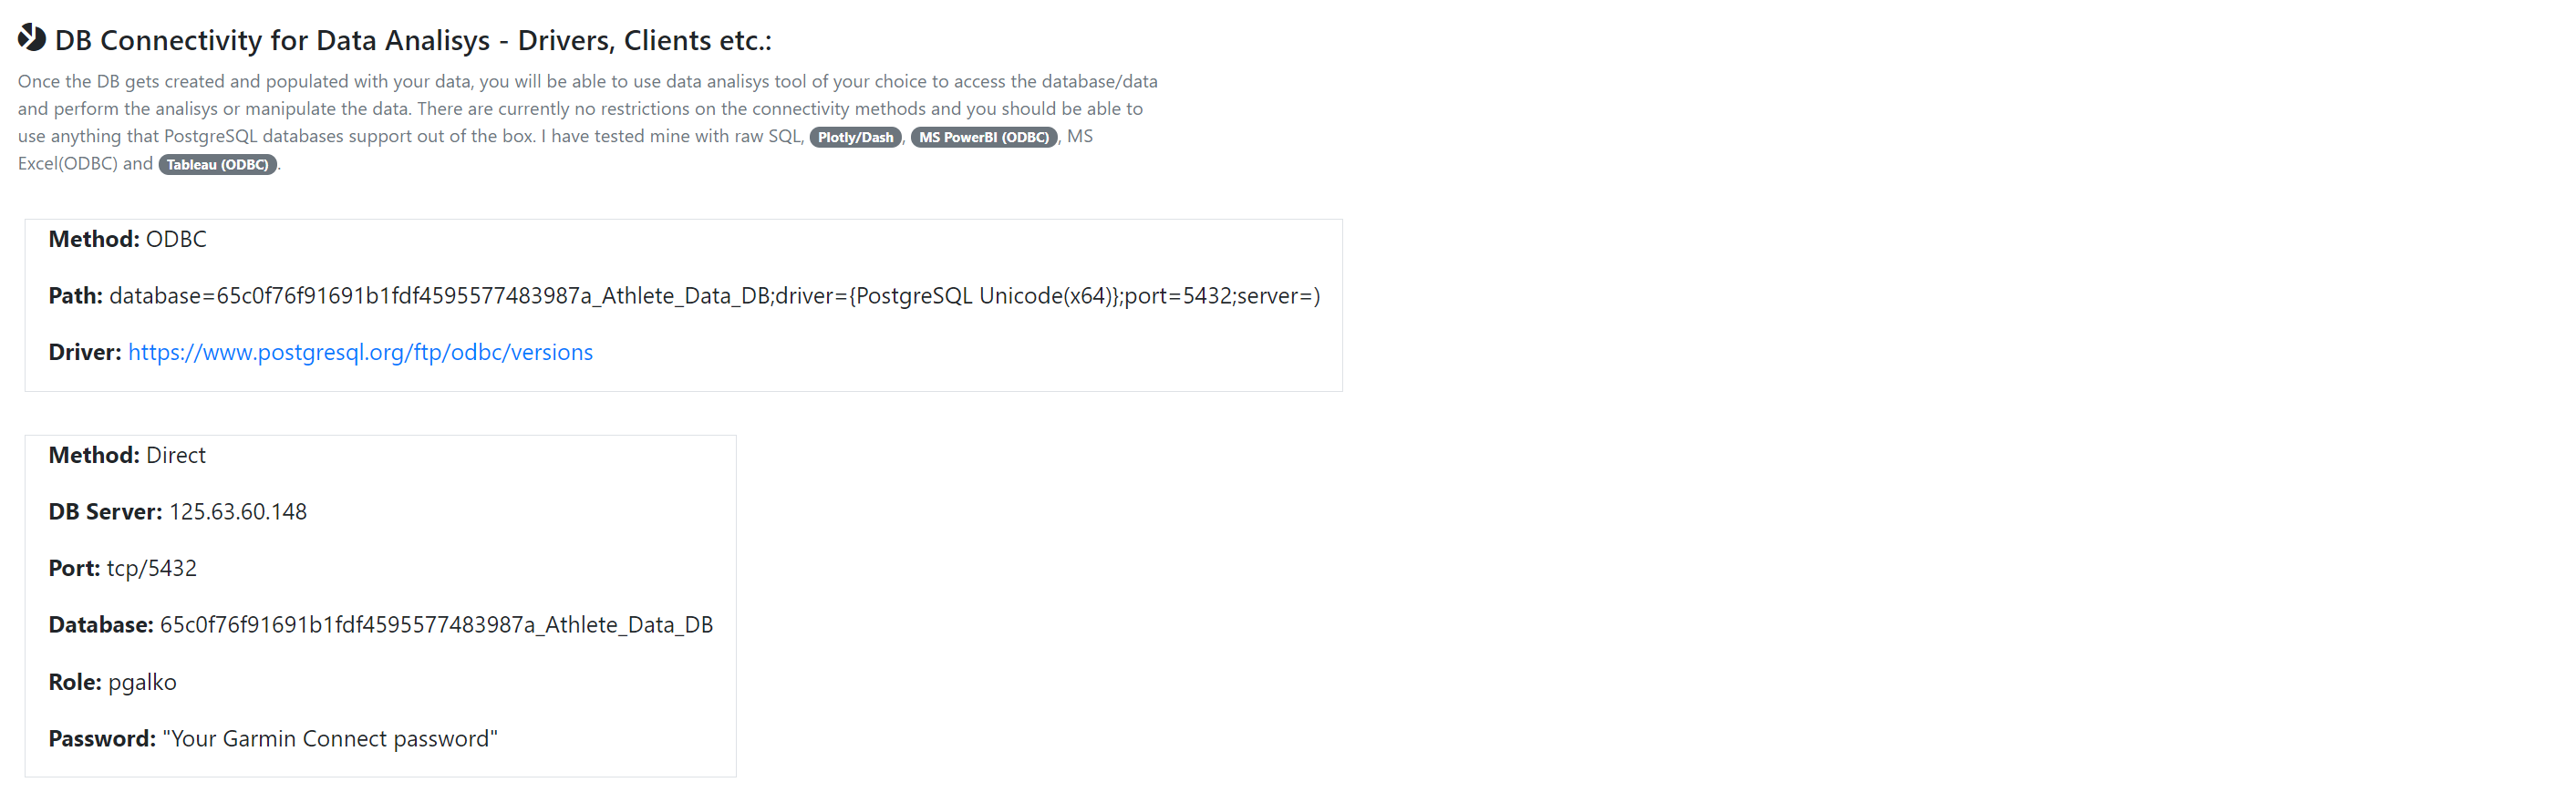 DB Connectivity for Data Analisys - Drivers, Clients etc.:
Once the DB gets created and populated with your data, you will be able to use data analisys tool of your choice to access the database/data
and perform the analisys or manipulate the data. There are currently no restrictions on the connectivity methods and you should be able to
use anything that PostgreSQL databases support out of the box. I have tested mine with raw SQL, Plotly/Dash, MS PowerBI (ODBC), MS
Excel(ODBC) and Tableau (ODBC).
Method: ODBC
Path: database=65c0f76f91691b1fdf4595577483987a_Athlete_Data_DB;driver={PostgreSQL Unicode(x64)};port=5432;server=)
Driver: https://www.postgresql.org/ftp/odbc/versions
Method: Direct
DB Server: 125.63.60.148
Port: tcp/5432
Database: 65c0f76f91691b1fdf4595577483987a_Athlete_Data_DB
Role: pgalko
Password: "Your Garmin Connect password"